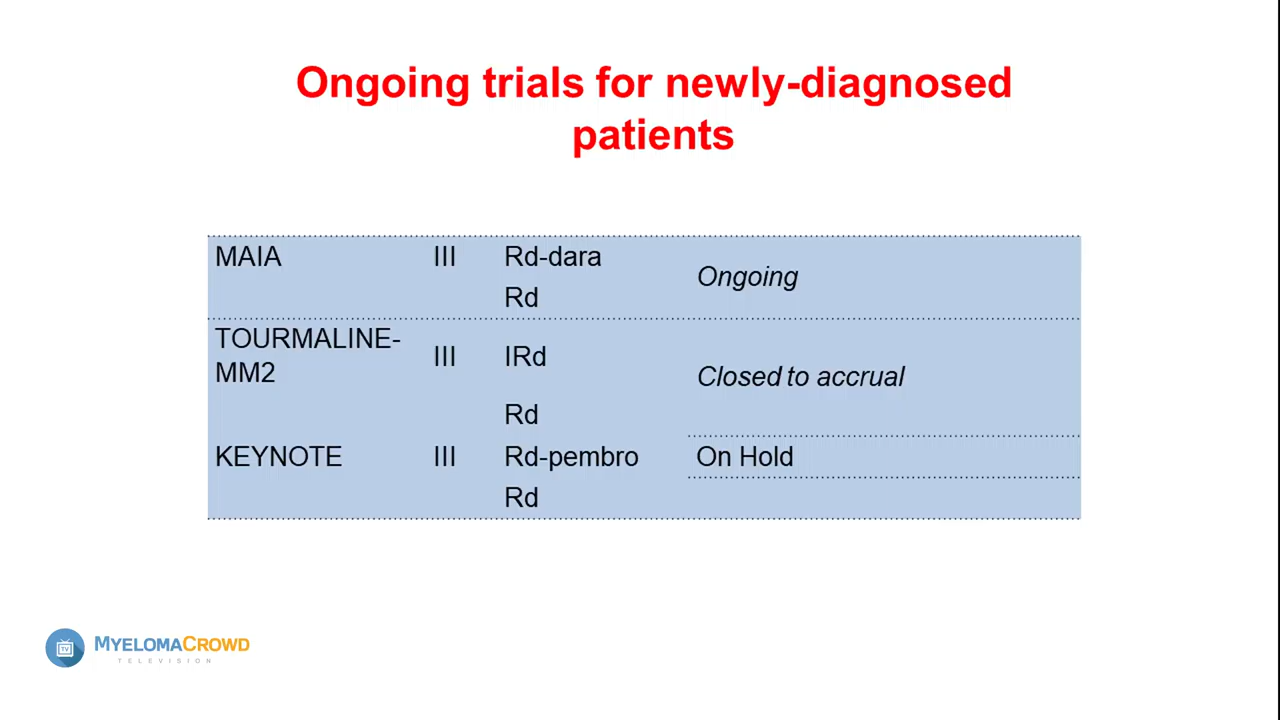 Ongoing trials for newly-diagnosed
patients
MAIA III Rd-dara
Ongoing
Rd
TOURMALINE-
MM2
III IRd
Closed to accrual
Rd
KEYNOTE III Rd-pembro On Hold
Rd
TV
MYELOMACROWD
TELEVISION